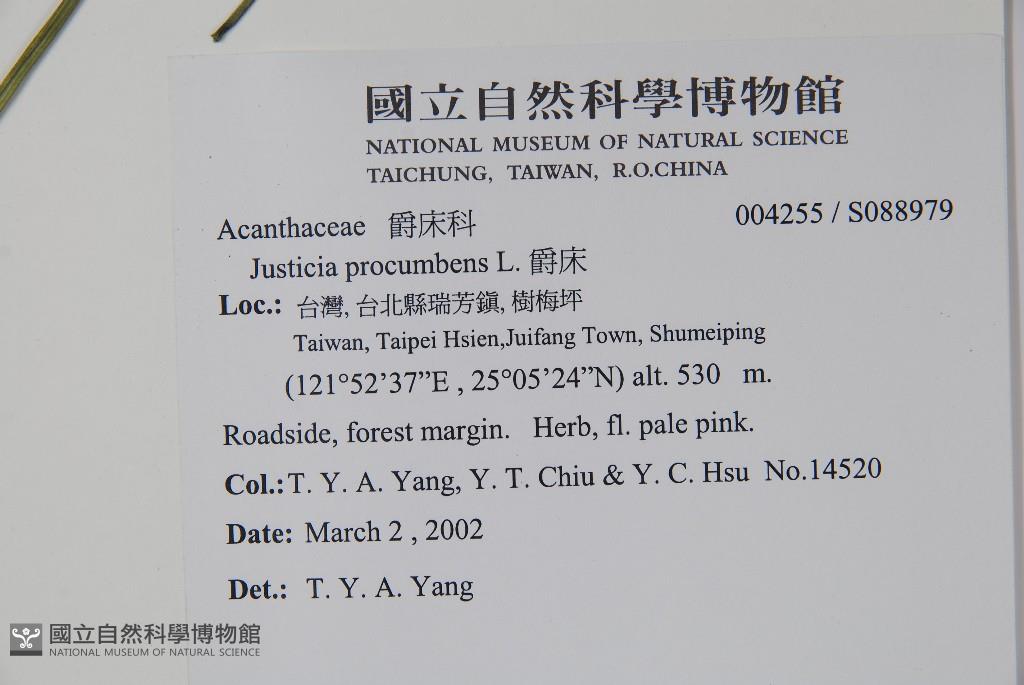 國立自然科學博物館
NATIONAL MUSEUM OF NATURAL SCIENCE
TAICHUNG, TAIWAN, R.O.CHINA
Acanthaceae 爵床科 004255 / S088979
Justicia procumbens L. 爵床
Loc.: 台灣, 台北縣瑞芳鎮, 樹梅坪
Taiwan, Taipei Hsien,Juifang Town, Shumeiping
(121°52’37”E , 25°05’24”N) alt. 530 m.
Roadside, forest margin. Herb, fl. pale pink.
Col.:T. Y. A. Yang, Y. T. Chiu & Y. C. Hsu No.14520
Date: March 2 , 2002
Det.: T. Y. A. Yang
國立自然科學博物館
NATIONAL MUSEUM OF NATURAL SCIENCE